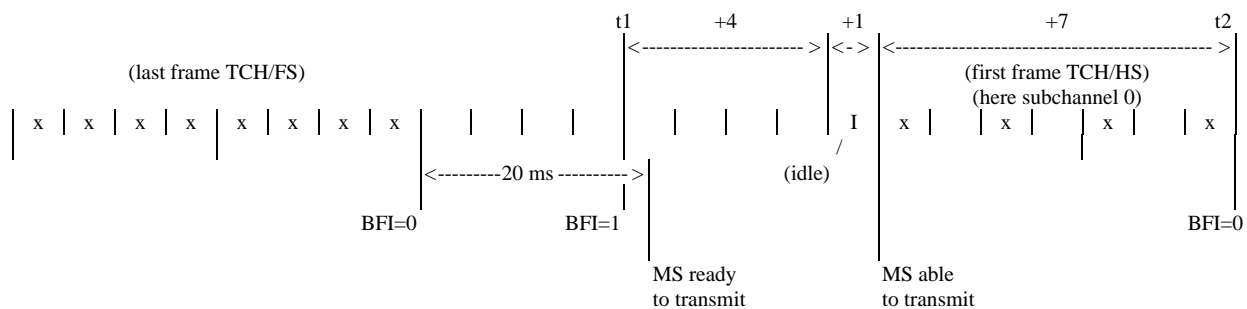 t1 +4 +1 +7 t2
<----------------------- > <- > <--------------------------------------------- >
(last frame TCH/FS) (first frame TCH/HS)
(here subchannel 0)
x x x x x x x x I x x x x
/
<---------20 ms ---------- > (idle)
BFI=0 BFI=1 BFI=0
MS ready MS able
to transmit to transmit